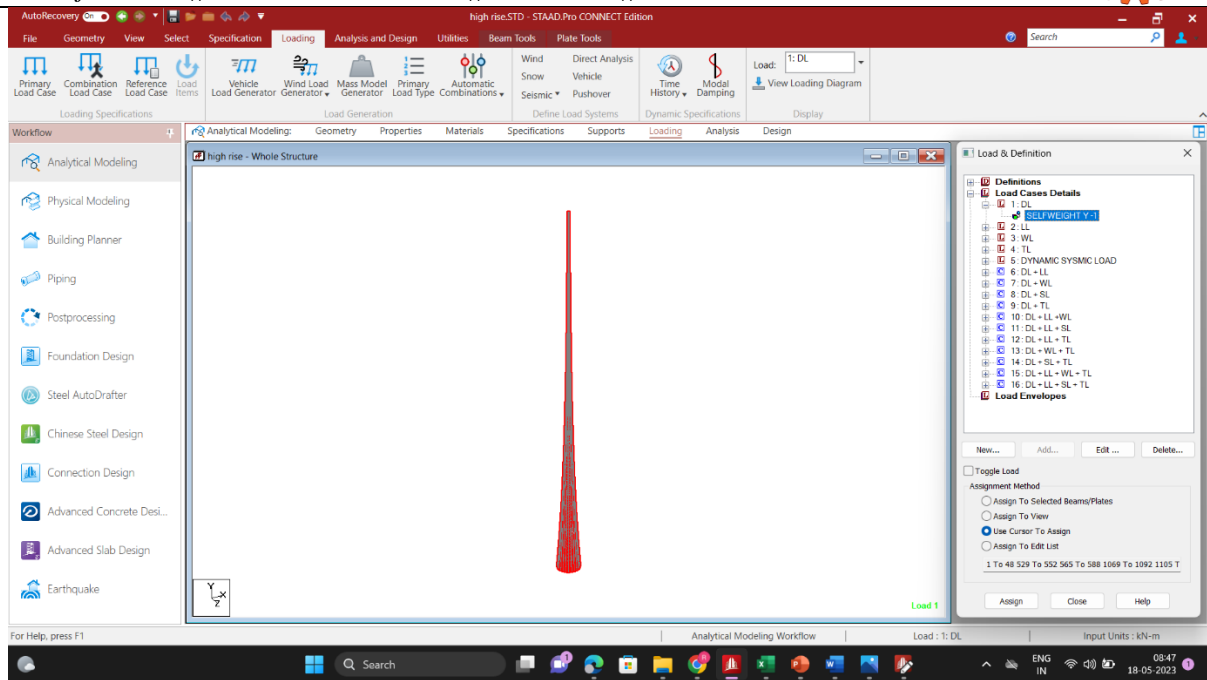 AutoRecovery On high rise.STD - STAAD.Pro CONNECT Edition
File Geometry View Select Specification Loading Analysis and Design Utilities Beam Tools Plate Tools Search
Primary Load Case
Combination Load Case
Reference Load Case
Load Items
Vehicle Load Generator
Wind Load Generator
Mass Model Generator
Primary Load Type
Automatic Combinations
Wind Direct Analysis
Snow Vehicle
Seismic Pushover
Time History
Modal Damping
Load: 1: DL
View Loading Diagram
Loading Specifications Load Generation Define Load Systems Dynamic Specifications Display
Workflow
Analytical Modeling: Geometry Properties Materials Specifications Supports Loading Analysis Design
Analytical Modeling
Physical Modeling
Building Planner
Piping
Postprocessing
Foundation Design
Steel AutoDrafter
Chinese Steel Design
Connection Design
Advanced Concrete Desi...
Advanced Slab Design
Earthquake
high rise - Whole Structure
Y
X
Z
Load 1
Load & Definition
Definitions
Load Cases Details
1 : DL
SELFWEIGHT Y -1
2 : LL
3 : WL
4 : TL
5 : DYNAMIC SYSMIC LOAD
6 : DL + LL
7 : DL + WL
8 : DL + SL
9 : DL + TL
10 : DL + LL +WL
11 : DL + LL + SL
12 : DL + LL + TL
13 : DL + WL + TL
14 : DL + SL + TL
15 : DL + LL + WL + TL
16 : DL + LL + SL + TL
Load Envelopes
New... Add... Edit ... Delete...
Toggle Load
Assignment Method
Assign To Selected Beams/Plates
Assign To View
Use Cursor To Assign
Assign To Edit List
1 To 48 529 To 552 565 To 588 1069 To 1092 1105 T
Assign Close Help
For Help, press F1 Analytical Modeling Workflow Load : 1: DL Input Units : kN-m
Search
ENG
IN
08:47
18-05-2023
1